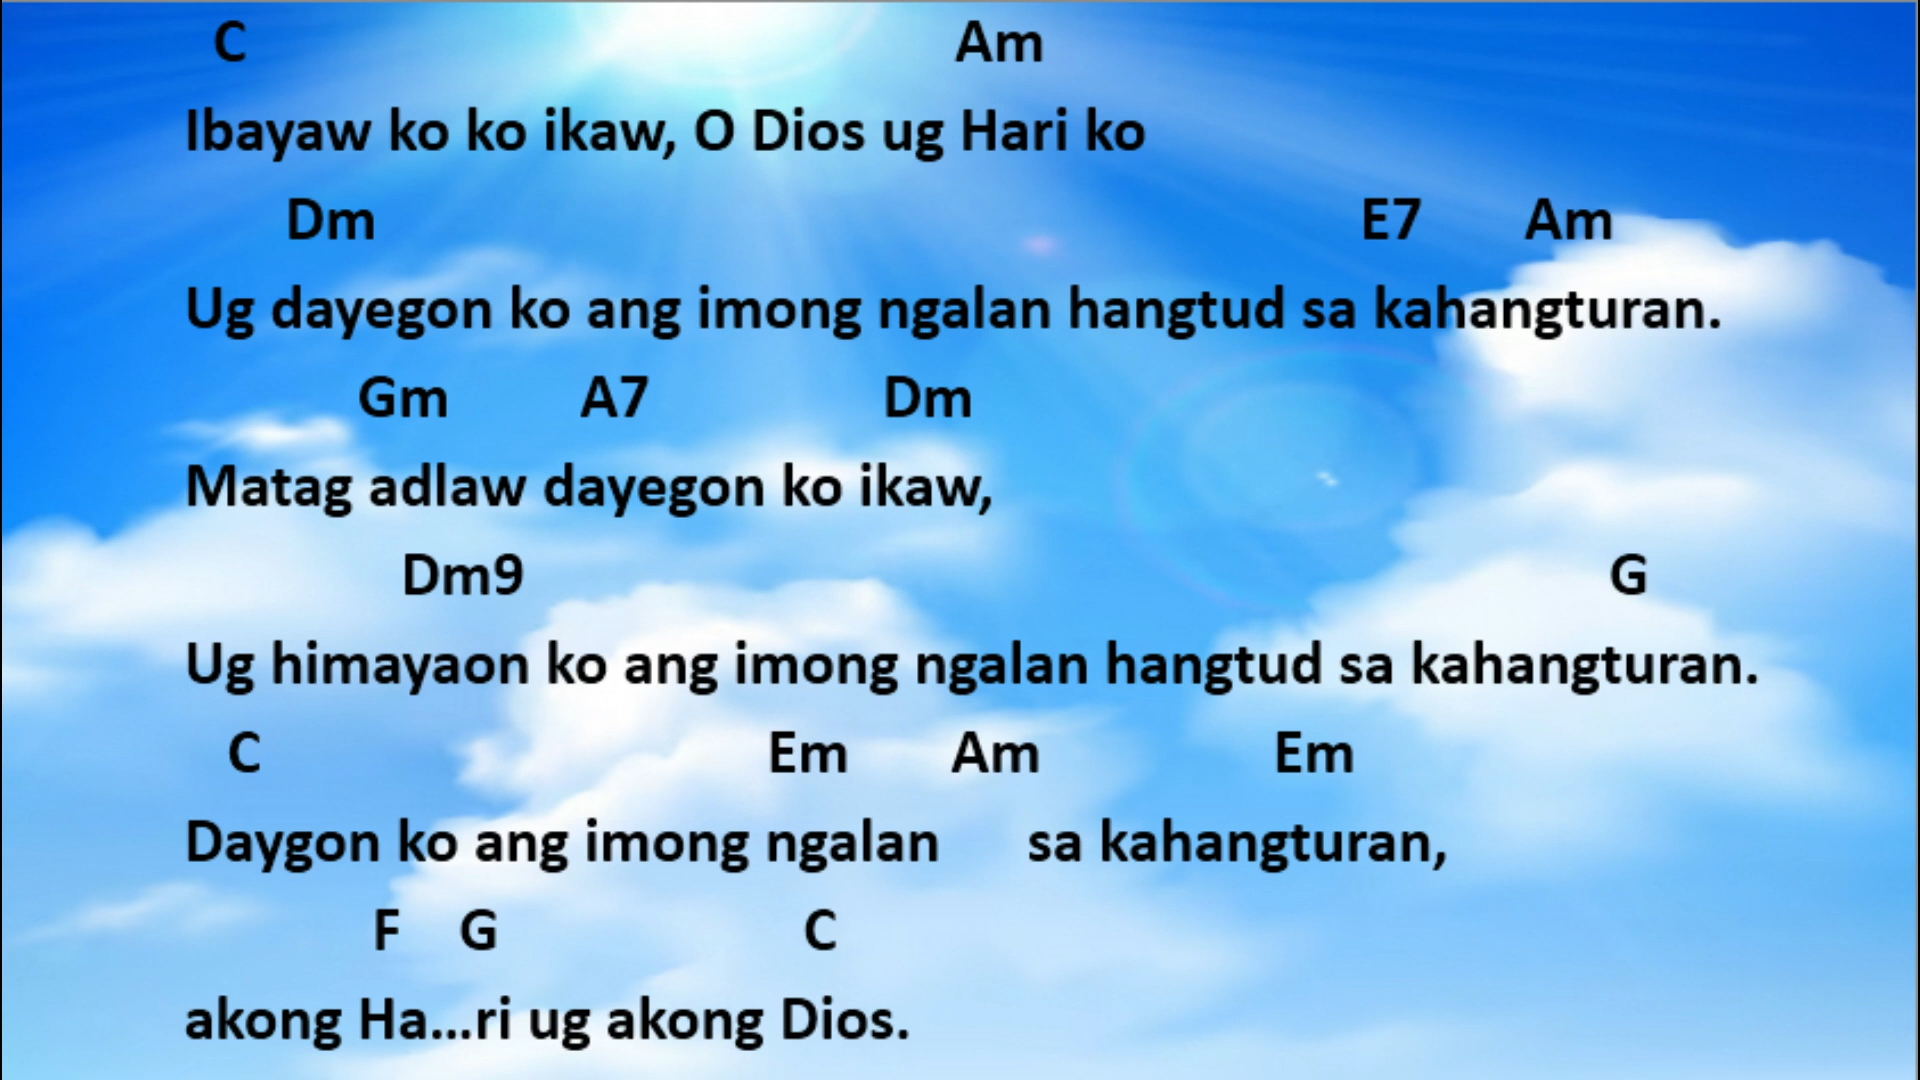 C Am
Ibayaw ko ko ikaw, O Dios ug Hari ko
Dm E7 Am
Ug dayegon ko ang imong ngalan hangtud sa kahangturan.
Gm A7 Dm
Matag adlaw dayegon ko ikaw,
Dm9 G
Ug himayaon ko ang imong ngalan hangtud sa kahangturan.
C Em Am Em
Daygon ko ang imong ngalan sa kahangturan,
F G C
akong Ha...ri ug akong Dios.